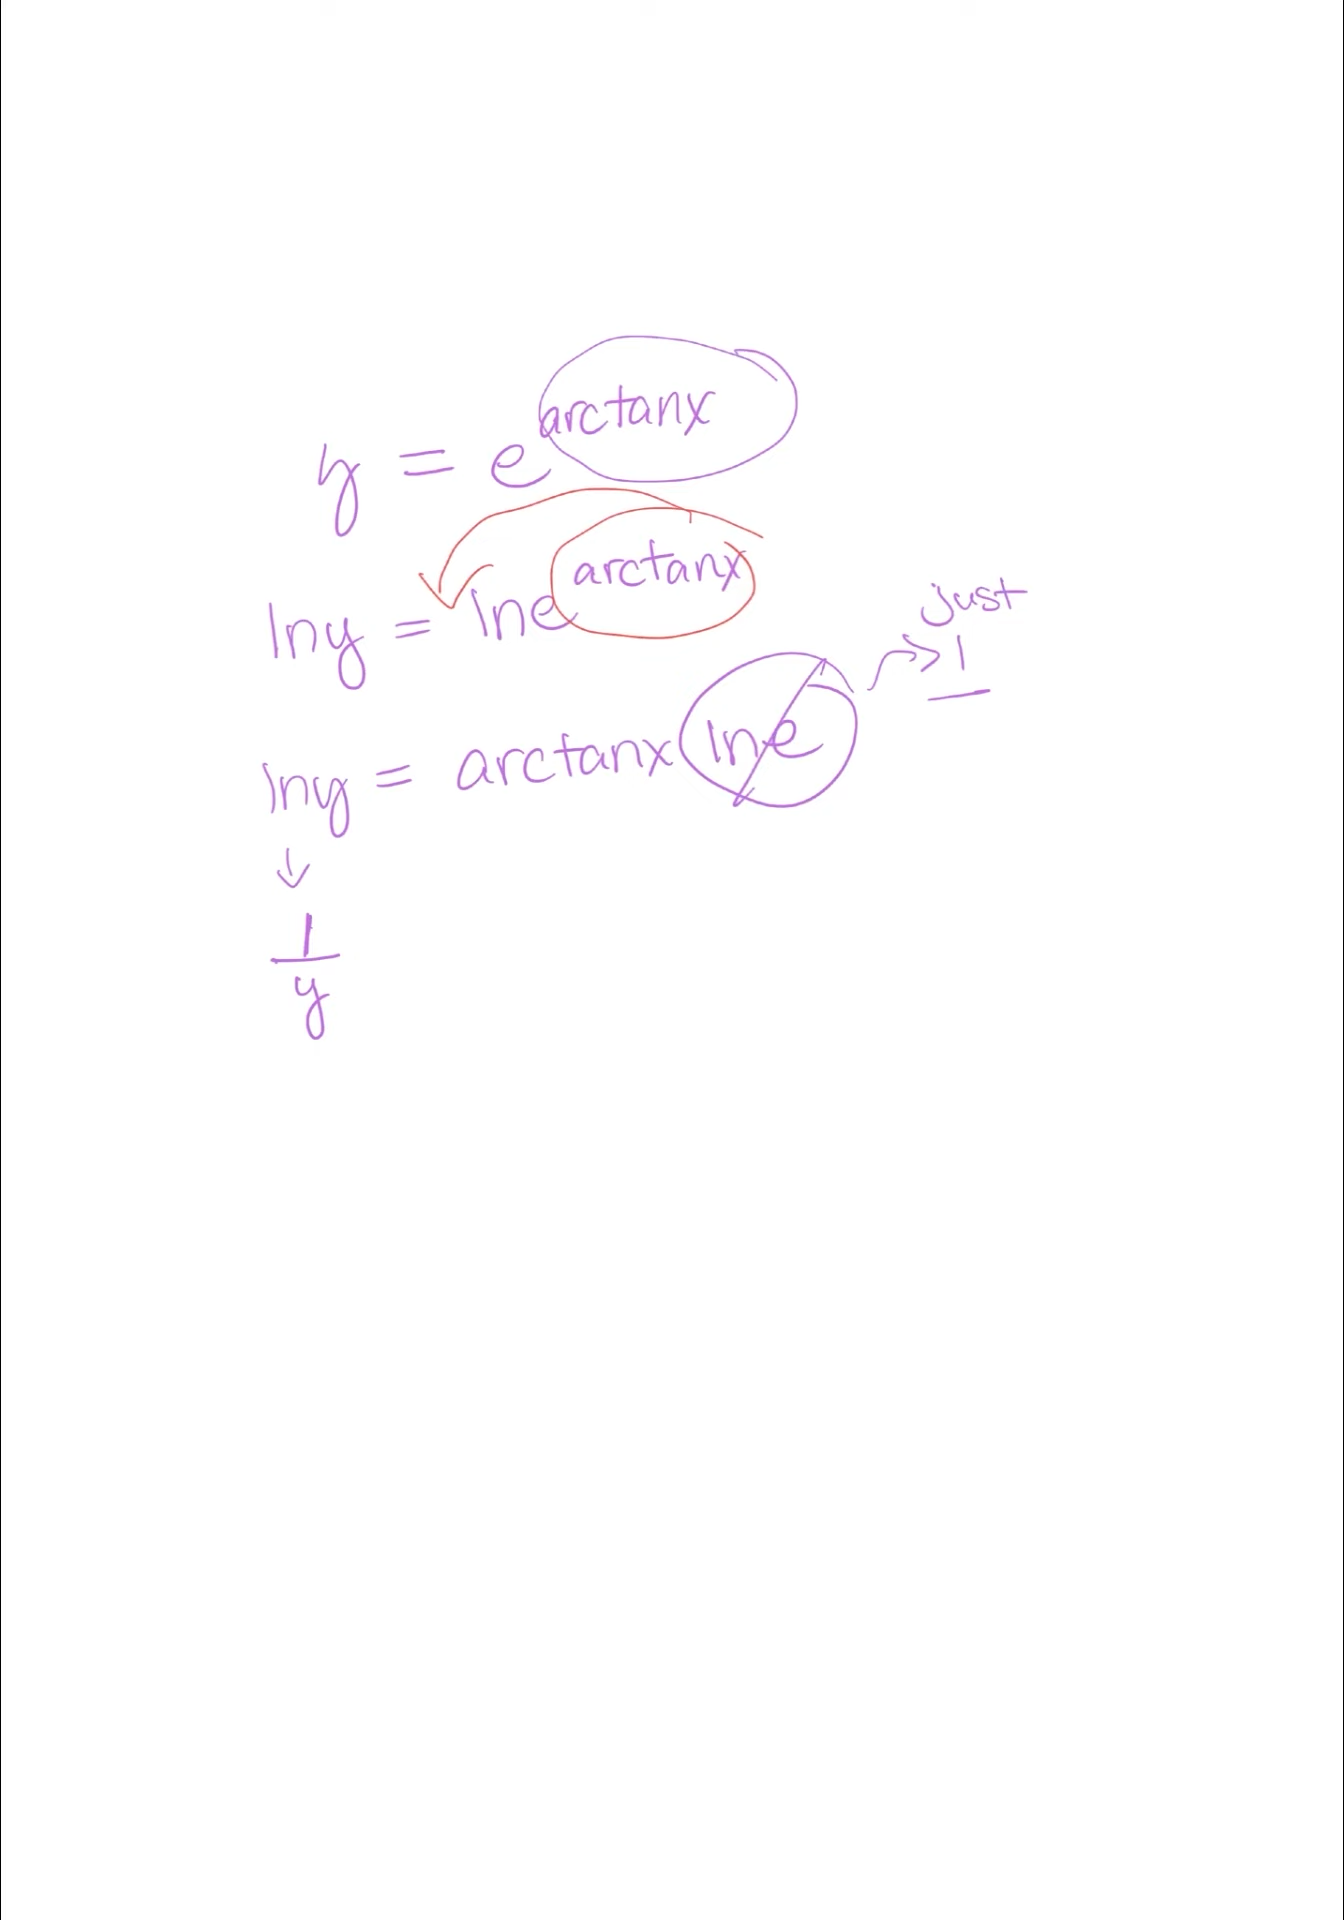 y = e^arctanx
lny = lne^arctanx
just
1
lny = arctanx lne
↓
1
y